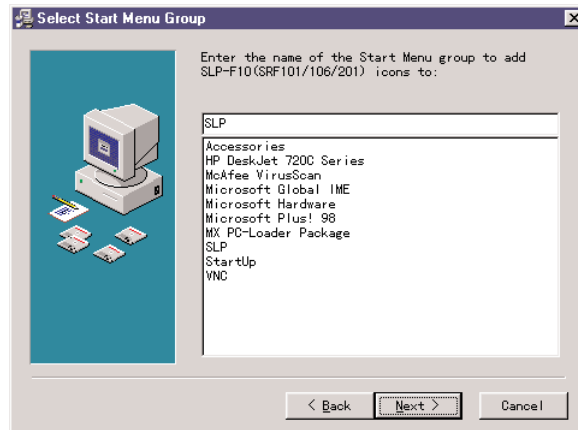 Select Start Menu Group
Enter the name of the Start Menu group to add
SLP-F10(SRF101/106/201) icons to:
SLP
Accessories
HP DeskJet 720C Series
McAfee VirusScan
Microsoft Global IME
Microsoft Hardware
Microsoft Plus! 98
MX PC-Loader Package
SLP
StartUp
VNC
< Back
Next >
Cancel